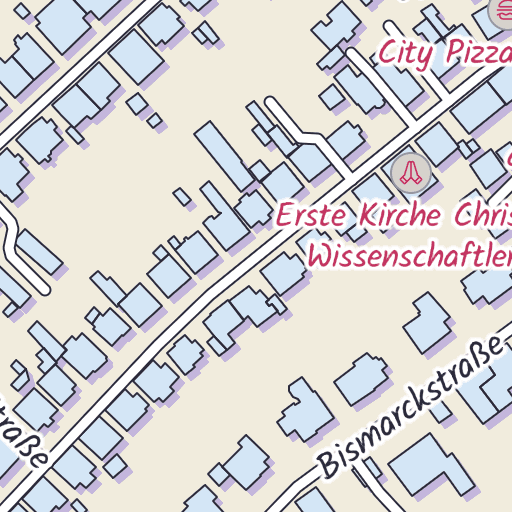 City Pizza
Erste Kirche Chris
Wissenschaftler
Bismarckstraße
traße